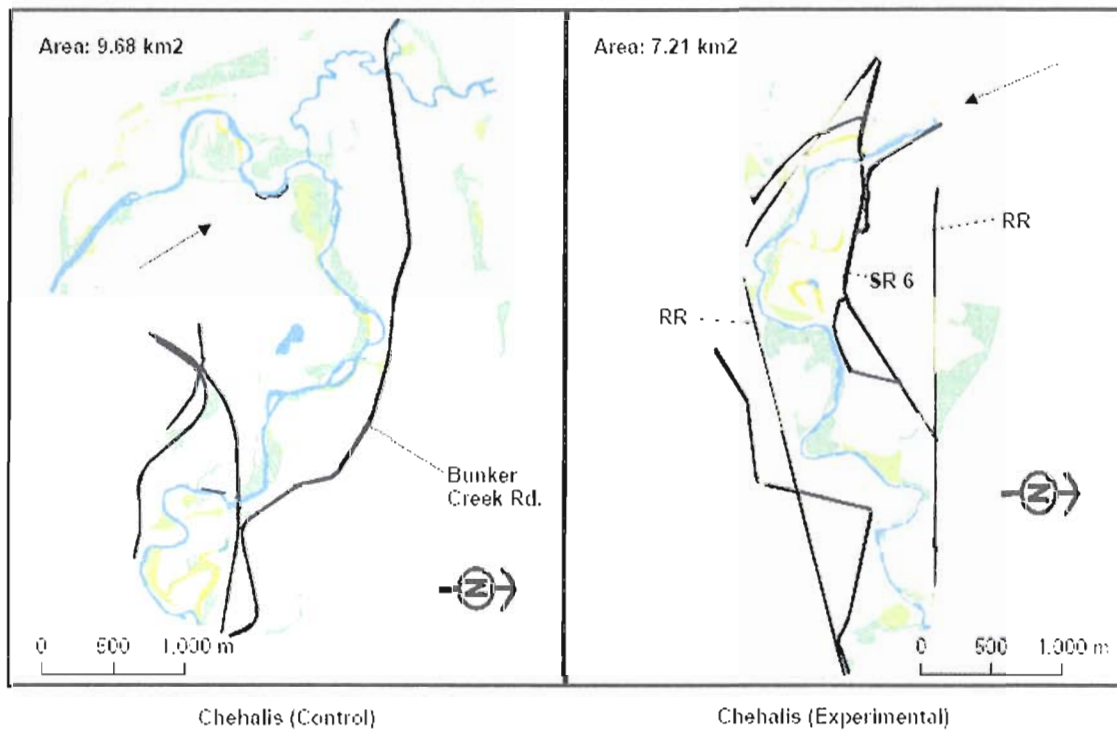 Area: 9.68 km2
Bunker
Creek Rd.
N
0 500 1,000 m
Area: 7.21 km2
RR
SR 6
RR
N
0 500 1,000 m
Chehalis (Control)
Chehalis (Experimental)